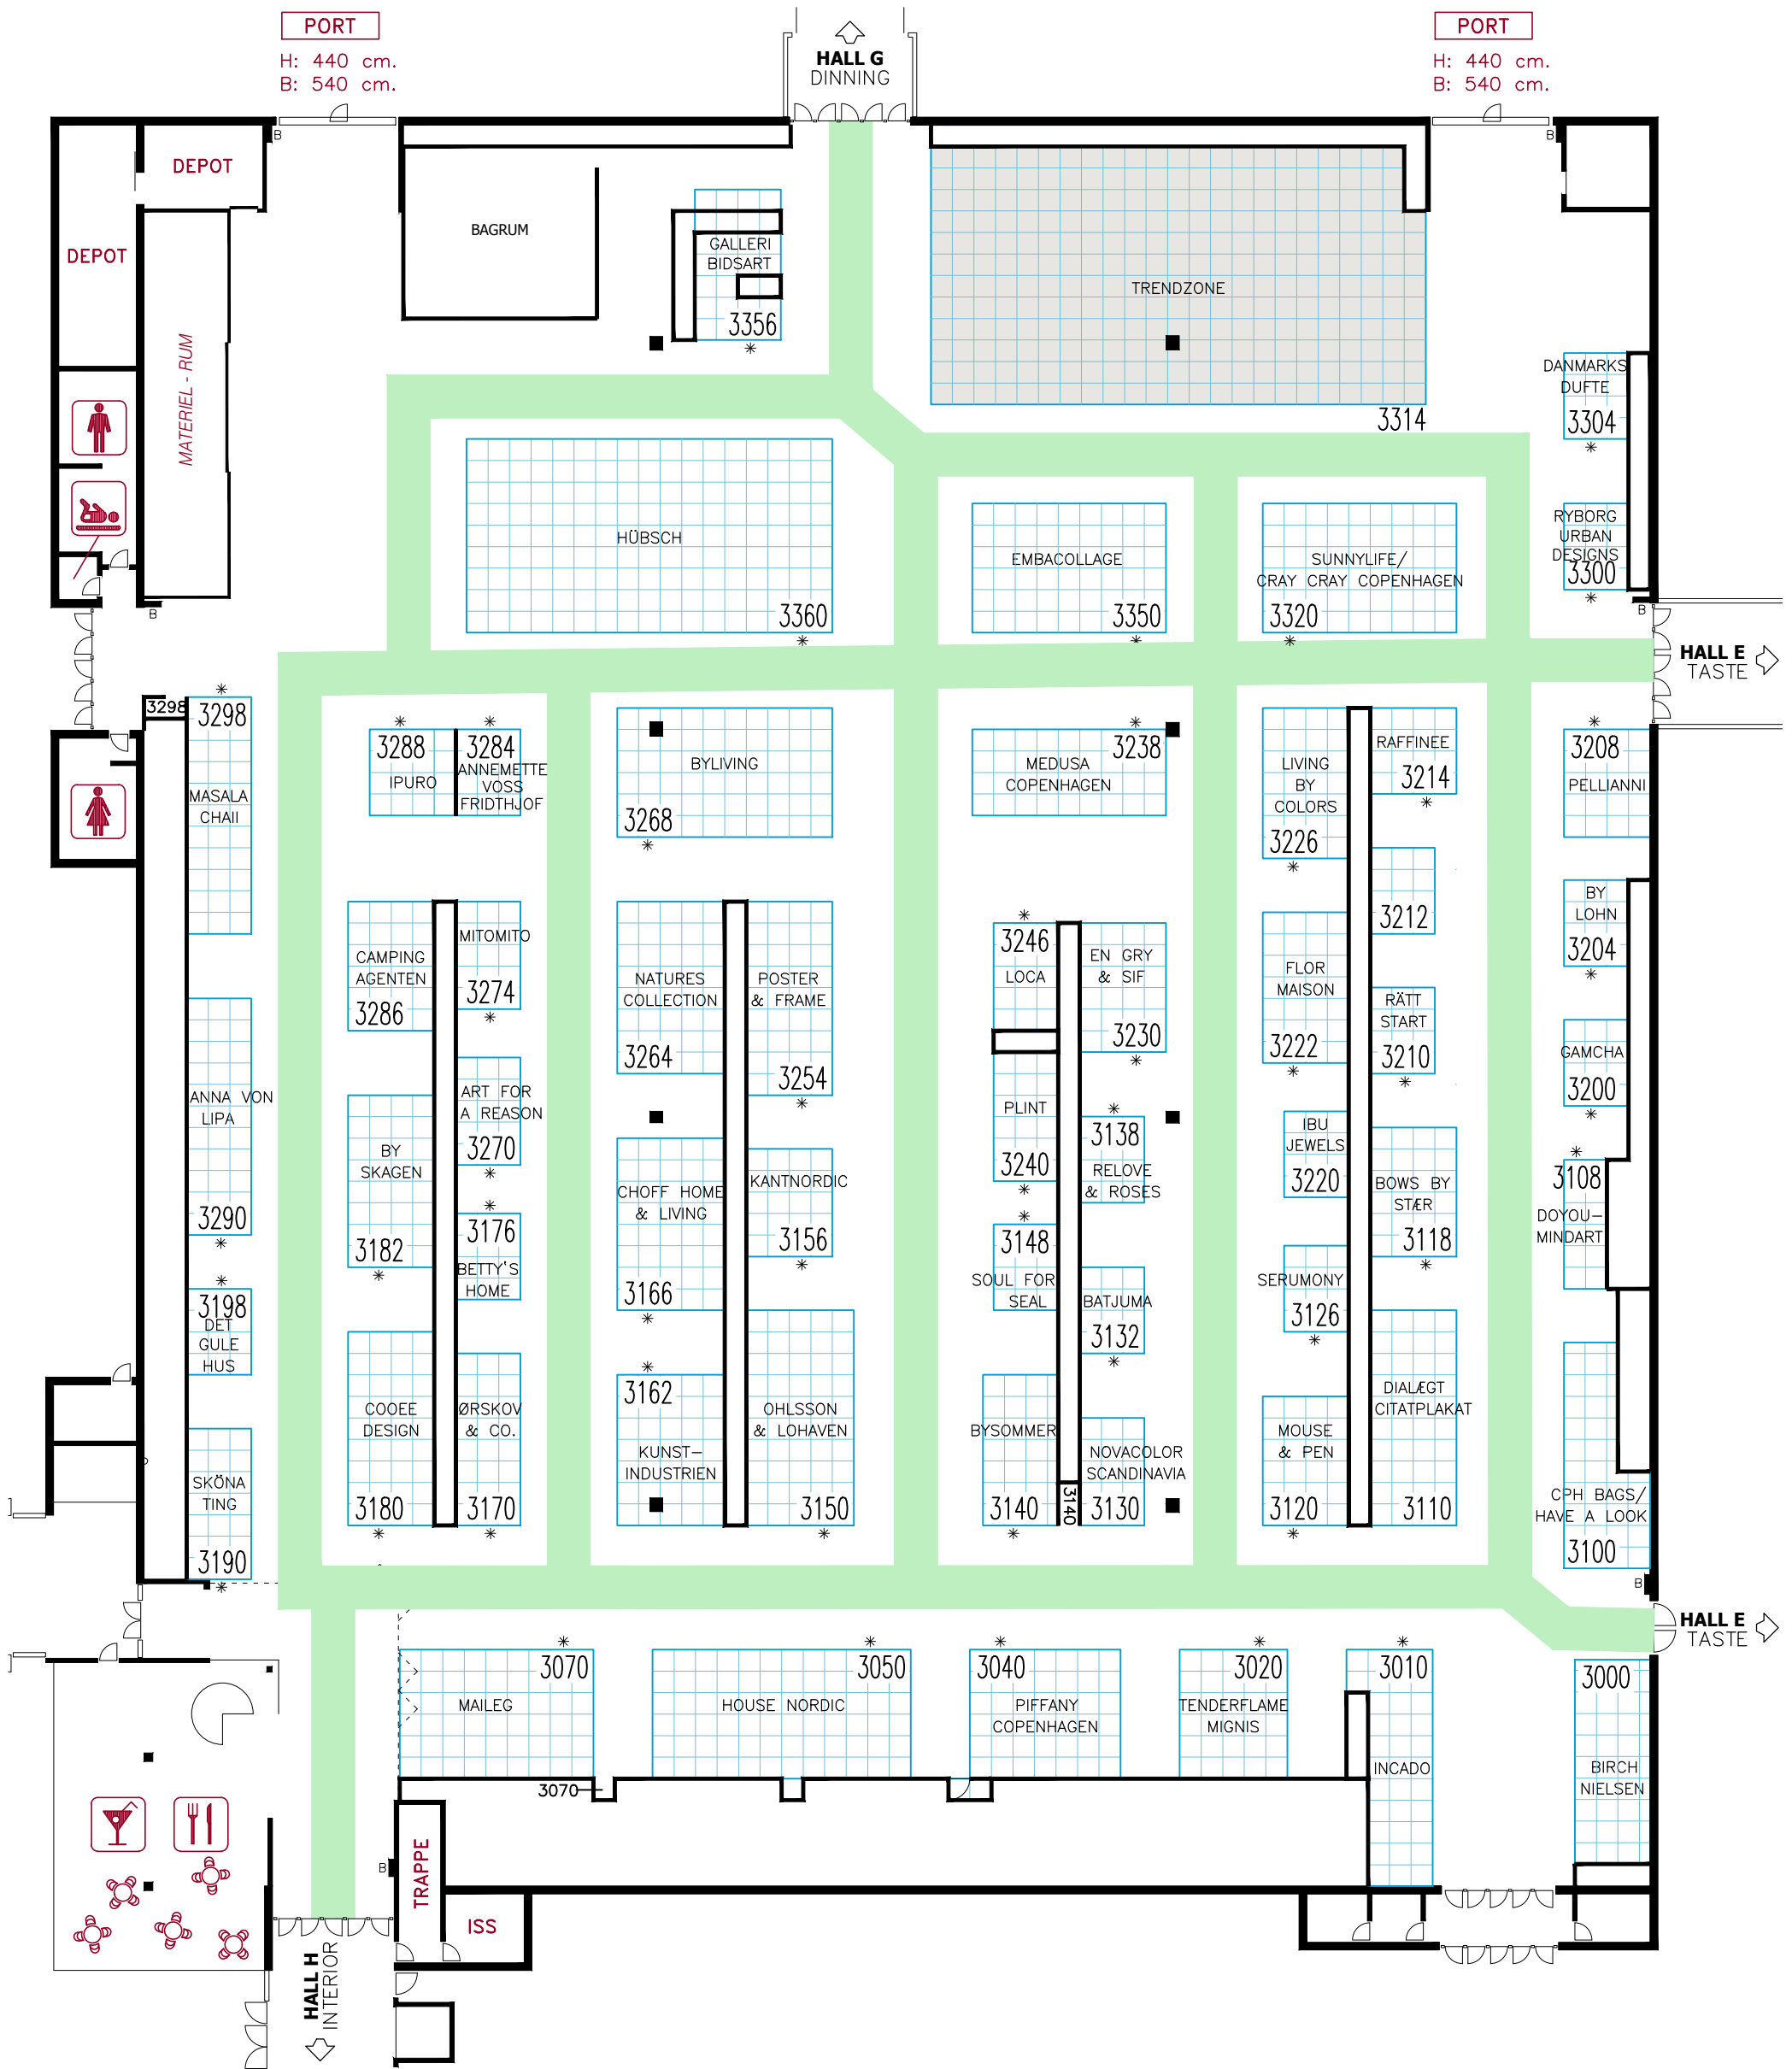 PORT
H: 440 cm.
B: 540 cm.
HALL G
DINNING
PORT
H: 440 cm.
B: 540 cm.
B
B
DEPOT
DEPOT
MATERIEL - RUM
B
BAGRUM
GALLERI
BIDSART
3356
*
TRENDZONE
3314
DANMARKS
DUFTE
3304
*
RYBORG
URBAN
DESIGNS
3300
*
B
HÜBSCH
3360
*
EMBACOLLAGE
3350
*
SUNNYLIFE/
CRAY CRAY COPENHAGEN
3320
*
HALL E
TASTE
3298
*
3298
MASALA
CHAII
*
3288
IPURO
*
3284
ANNEMETTE
VOSS
FRIDTHJOF
BYLIVING
3268
*
*
3238
MEDUSA
COPENHAGEN
LIVING
BY
COLORS
3226
*
RAFFINEE
3214
*
*
3208
PELLIANNI
3212
BY
LOHN
3204
*
CAMPING
AGENTEN
3286
MITOMITO
3274
*
NATURES
COLLECTION
3264
POSTER
& FRAME
3254
*
*
3246
LOCA
EN GRY
& SIF
3230
*
FLOR
MAISON
3222
*
RÄTT
START
3210
*
GAMCHA
3200
*
ANNA VON
LIPA
3290
*
BY
SKAGEN
3182
*
ART FOR
A REASON
3270
*
*
3176
BETTY'S
HOME
CHOFF HOME
& LIVING
3166
*
KANTNORDIC
3156
*
PLINT
3240
*
*
3138
RELOVE
& ROSES
IBU
JEWELS
3220
BOWS BY
STÆR
3118
*
3108
DOYOU-
MINDART
*
3148
SOUL FOR
SEAL
BATJUMA
3132
*
SERUMONY
3126
*
*
3198
DET
GULE
HUS
SKÖNA
TING
3190
*
COOEE
DESIGN
3180
*
ØRSKOV
& CO.
3170
*
*
3162
KUNST-
INDUSTRIEN
OHLSSON
& LOHAVEN
3150
*
BYSOMMER
3140
*
3140
NOVACOLOR
SCANDINAVIA
3130
MOUSE
& PEN
3120
*
DIALÆGT
CITATPLAKAT
3110
CPH BAGS/
HAVE A LOOK
3100
B
HALL E
TASTE
*
3070
MAILEG
*
3050
HOUSE NORDIC
*
3040
PIFFANY
COPENHAGEN
*
3020
TENDERFLAME
MIGNIS
*
3010
INCADO
3000
BIRCH
NIELSEN
3070
B
TRAPPE
ISS
HALL H
INTERIOR